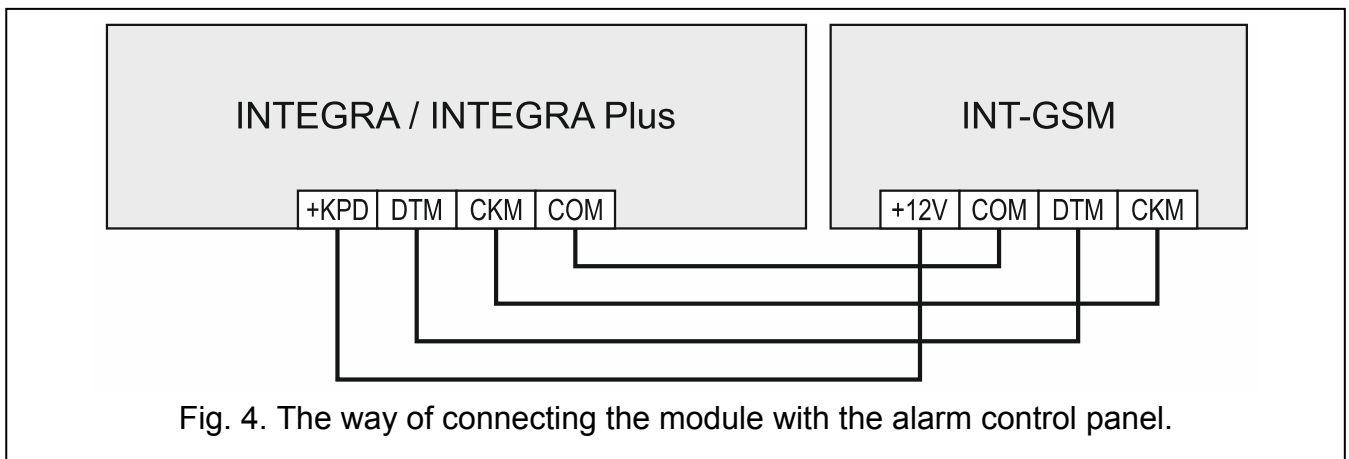 INTEGRA / INTEGRA Plus
INT-GSM
+KPD DTM CKM COM
+12V COM DTM CKM
Fig. 4. The way of connecting the module with the alarm control panel.